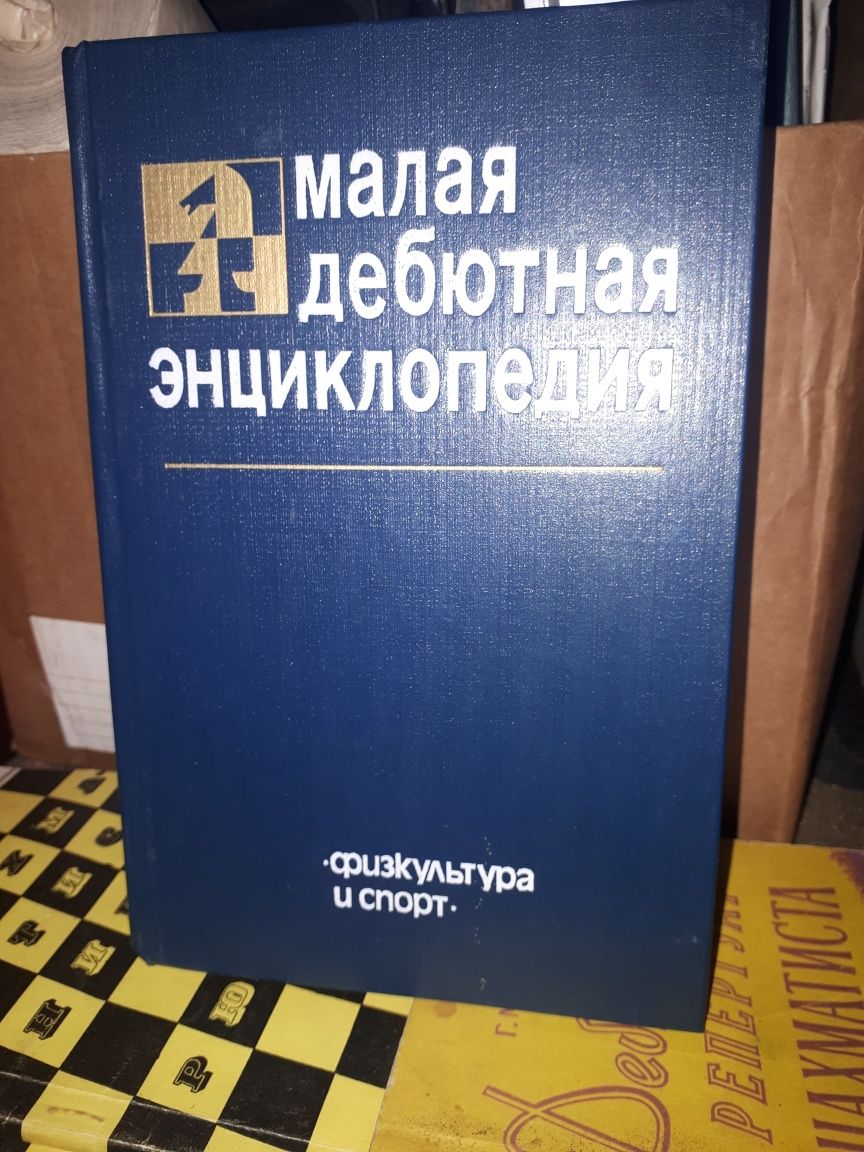 малая
дебютная
энциклопедия
·физкультура
и спорт·
РЕПЕРТУАР
ШАХМАТИСТА